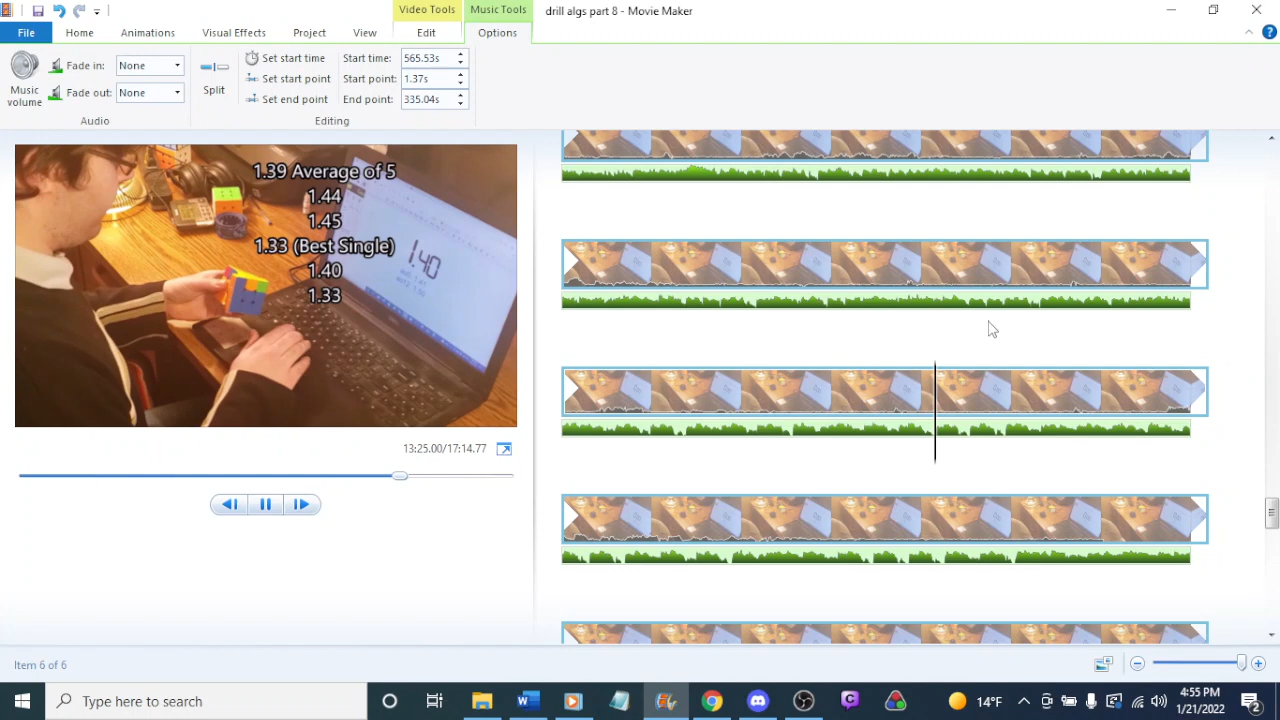 Video Tools
Music Tools
drill algs part 8 - Movie Maker
File
Home
Animations
Visual Effects
Project
View
Edit
Options
Music volume
Fade in:
None
Fade out:
None
Audio
Split
Set start time
Set start point
Set end point
Start time:
565.53s
Start point:
1.37s
End point:
335.04s
Editing
1.39 Average of 5
1.44
1.45
1.33 (Best Single)
1.40
1.33
1.40
13:25.00/17:14.77
Item 6 of 6
Type here to search
14°F
4:55 PM
1/21/2022
2